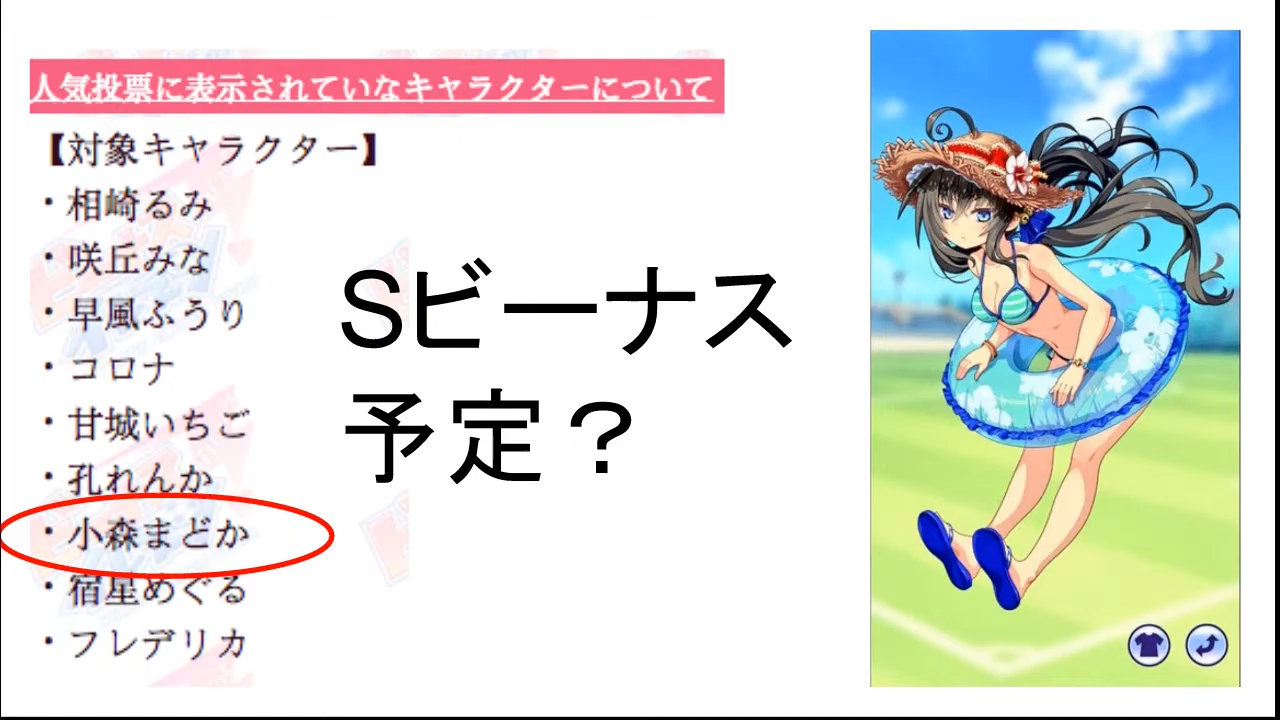 人気投票に表示されていなキャラクターについて
【対象キャラクター】
・相崎るみ
・咲丘みな
・早風ふうり
・コロナ
・甘城いちご
・孔れんか
・小森まどか
・宿星めぐる
・フレデリカ
Sビーナス
予定？